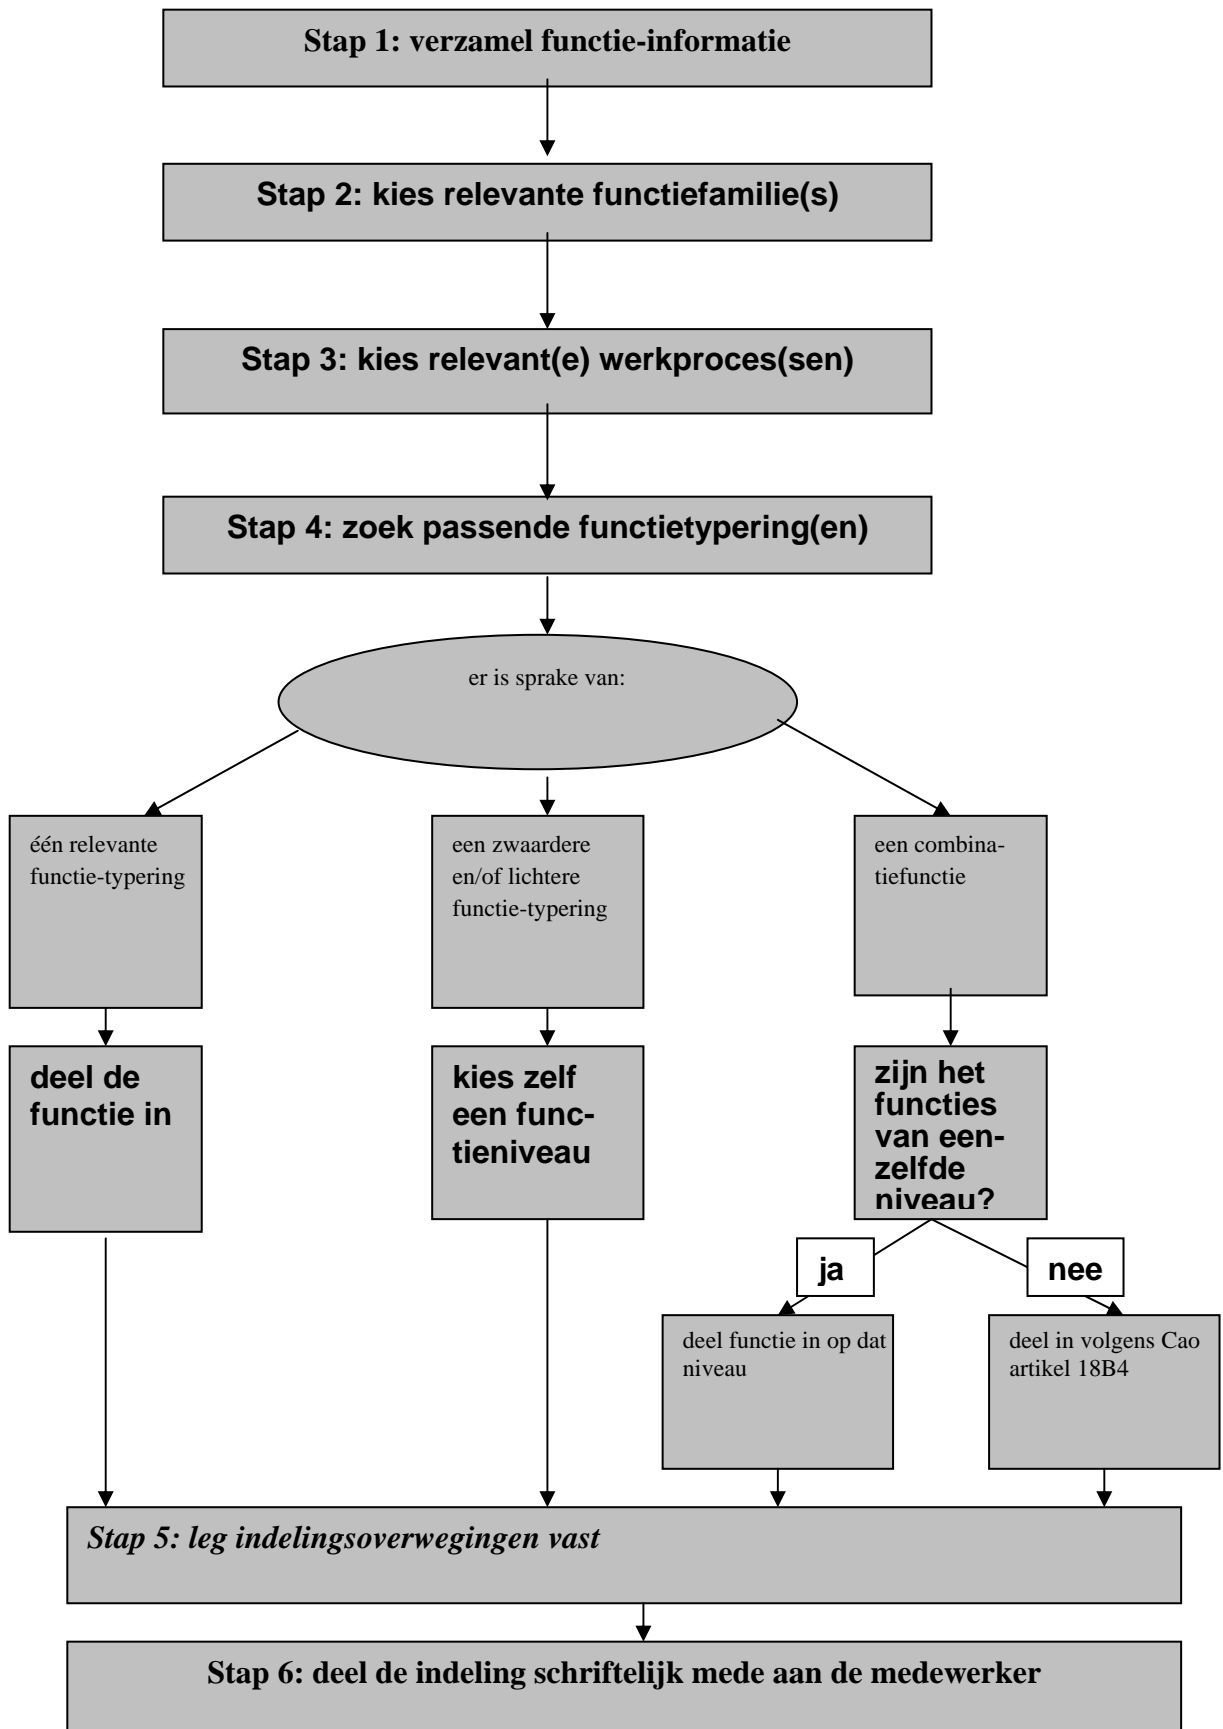 Stap 1: verzamel functie-informatie
Stap 2: kies relevante functiefamilie(s)
Stap 3: kies relevant(e) werkproces(sen)
Stap 4: zoek passende functietypering(en)
er is sprake van:
één relevante
functie-typering
een zwaardere
en/of lichtere
functie-typering
een combina-
tiefunctie
deel de
functie in
kies zelf
een func-
tieniveau
zijn het
functies
van een-
zelfde
niveau?
ja
nee
deel functie in op dat
niveau
deel in volgens Cao
artikel 18B4
Stap 5: leg indelingsoverwegingen vast
Stap 6: deel de indeling schriftelijk mede aan de medewerker